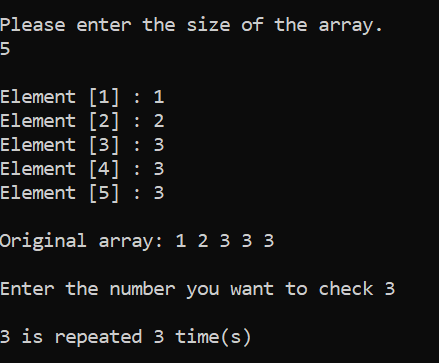 Please enter the size of the array.
5
Element [1] : 1
Element [2] : 2
Element [3] : 3
Element [4] : 3
Element [5] : 3
Original array: 1 2 3 3 3
Enter the number you want to check 3
3 is repeated 3 time(s)